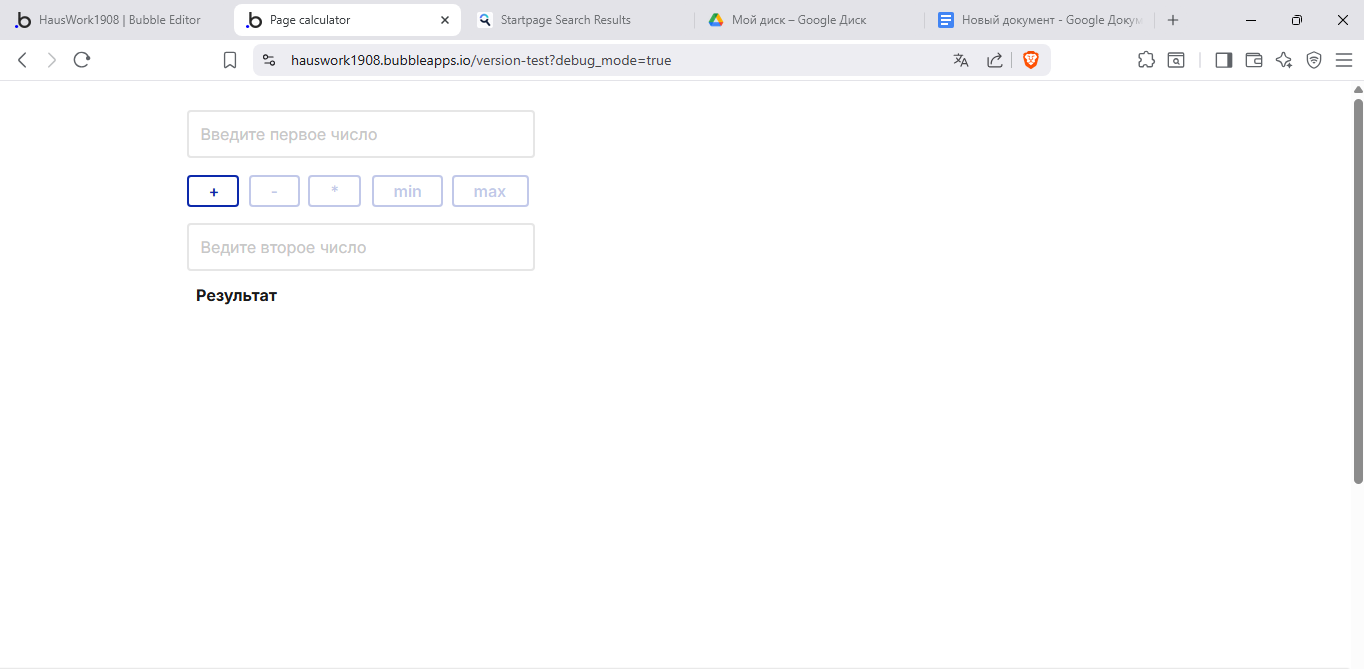 HausWork1908 | Bubble Editor
Page calculator
Startpage Search Results
Мой диск – Google Диск
Новый документ - Google Докум
hauswork1908.bubbleapps.io/version-test?debug_mode=true
Введите первое число
+ - * min max
Ведите второе число
Результат